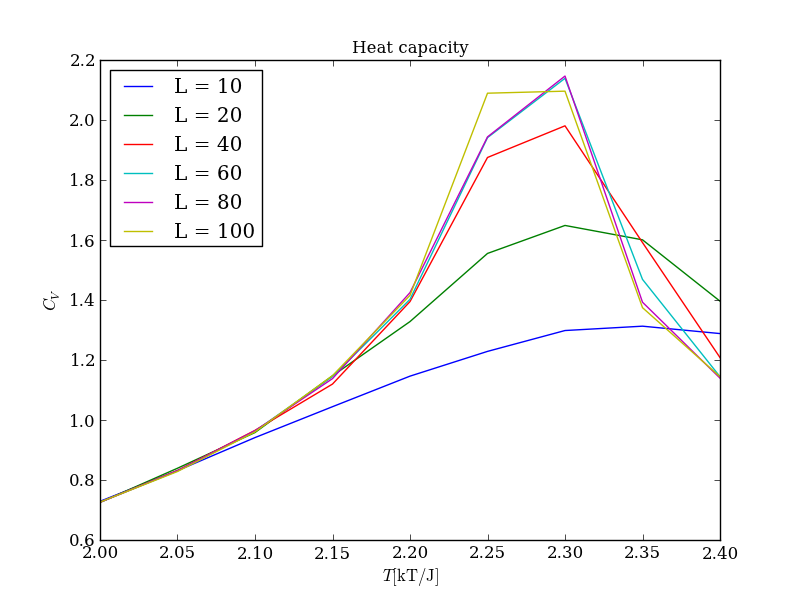 Heat capacity
2.2
2.0
1.8
1.6
1.4
1.2
1.0
0.8
0.6
C_V
L = 10
L = 20
L = 40
L = 60
L = 80
L = 100
2.00 2.05 2.10 2.15 2.20 2.25 2.30 2.35 2.40
T[kT/J]